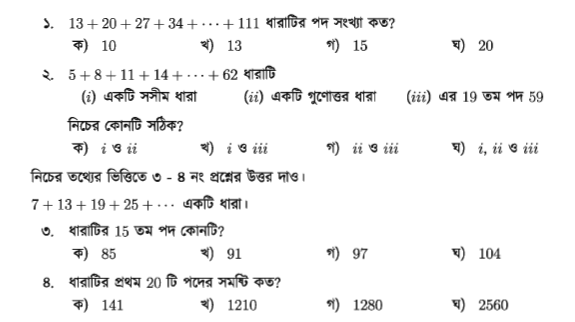 ১. 13 + 20 + 27 + 34 + ⋯ + 111 ধারাটির পদ সংখ্যা কত?
ক) 10 খ) 13 গ) 15 ঘ) 20
২. 5 + 8 + 11 + 14 + ⋯ + 62 ধারাটি
(i) একটি সসীম ধারা (ii) একটি গুণোত্তর ধারা (iii) এর 19 তম পদ 59
নিচের কোনটি সঠিক?
ক) i ও ii খ) i ও iii গ) ii ও iii ঘ) i, ii ও iii
নিচের তথ্যের ভিত্তিতে ৩ - ৪ নং প্রশ্নের উত্তর দাও।
7 + 13 + 19 + 25 + ⋯ একটি ধারা।
৩. ধারাটির 15 তম পদ কোনটি?
ক) 85 খ) 91 গ) 97 ঘ) 104
৪. ধারাটির প্রথম 20 টি পদের সমষ্টি কত?
ক) 141 খ) 1210 গ) 1280 ঘ) 2560